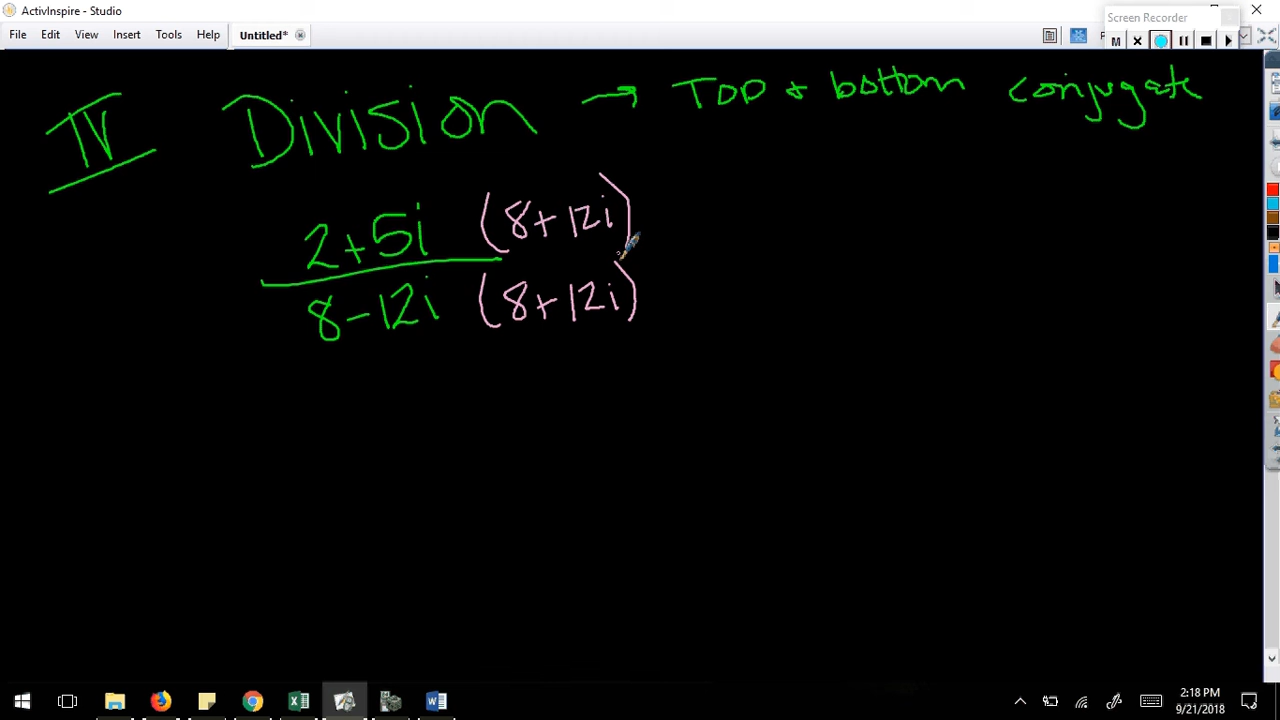 ActivInspire - Studio
Screen Recorder
File Edit View Insert Tools Help Untitled*
M
IV Division → Top & bottom conjugate
2+5i (8+12i)
8-12i (8+12i)
2:18 PM
9/21/2018